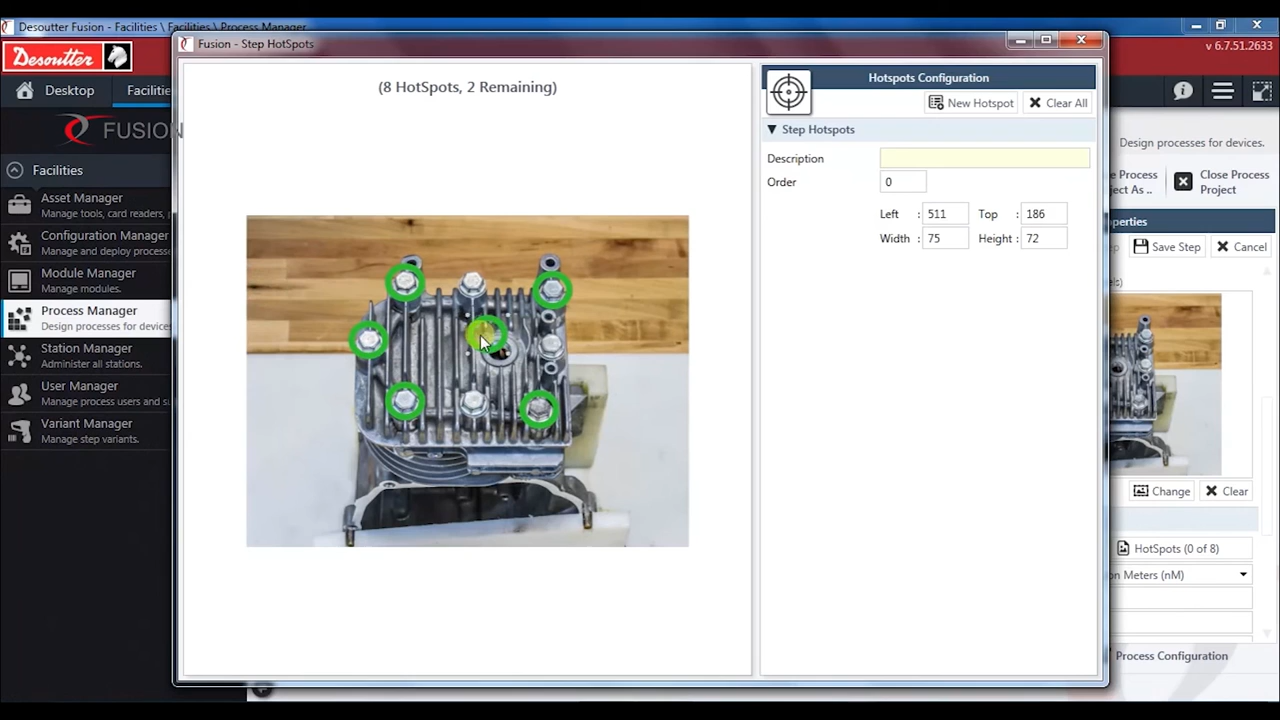 Desoutter Fusion - Facilities \ Facilities \ Process Manager
Desoutter
v 6.7.51.2633
Desktop
Facilitie
FUSION
Facilities
Asset Manager
Manage tools, card readers,
Configuration Manager
Manage and deploy process
Module Manager
Manage modules.
Process Manager
Design processes for device
Station Manager
Administer all stations.
User Manager
Manage process users and su
Variant Manager
Manage step variants.
Fusion - Step HotSpots
(8 HotSpots, 2 Remaining)
Hotspots Configuration
New Hotspot
Clear All
Step Hotspots
Description
Order
0
Left : 511 Top : 186
Width : 75 Height : 72
Design processes for devices.
e Process
ject As ..
Close Process
Project
operties
Save Step
Cancel
Change
Clear
HotSpots (0 of 8)
on Meters (nM)
Process Configuration